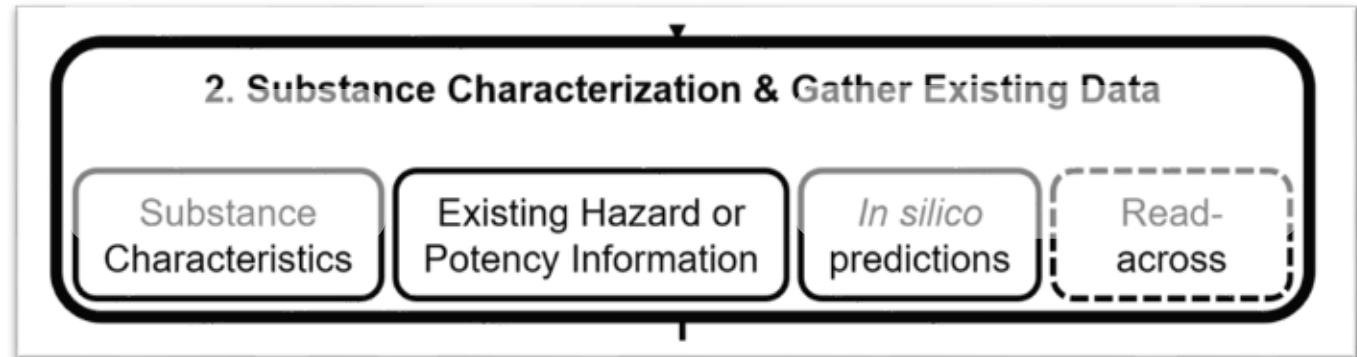 2. Substance Characterization & Gather Existing Data
Substance
Characteristics
Existing Hazard or
Potency Information
In silico
predictions
Read-
across